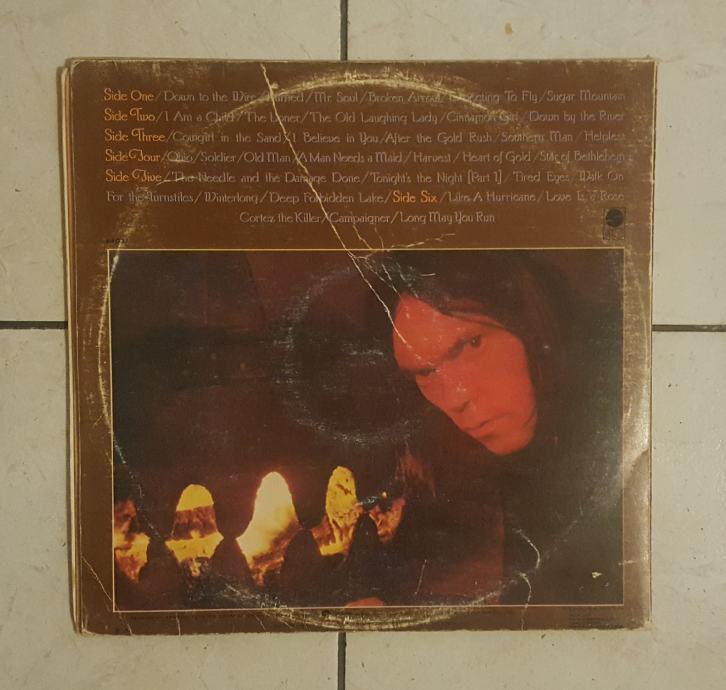 Side One/Down to the Wire/Burned/Mr. Soul/Broken Arrow/Expecting To Fly/Sugar Mountain
Side Two/I Am a Child/The Loner/The Old Laughing Lady/Cinnamon Girl/Down by the River
Side Three/Cowgirl in the Sand/I Believe in You/After the Gold Rush/Southern Man/Helpless
Side Four/Ohio/Soldier/Old Man/A Man Needs a Maid/Harvest/Heart of Gold/Star of Bethlehem
Side Five/The Needle and the Damage Done/Tonight's the Night [Part 1]/Tired Eyes/Walk On
For the Turnstiles/Winterlong/Deep Forbidden Lake/Side Six/Like A Hurricane/Love Is a Rose
Cortez the Killer/Campaigner/Long May You Run